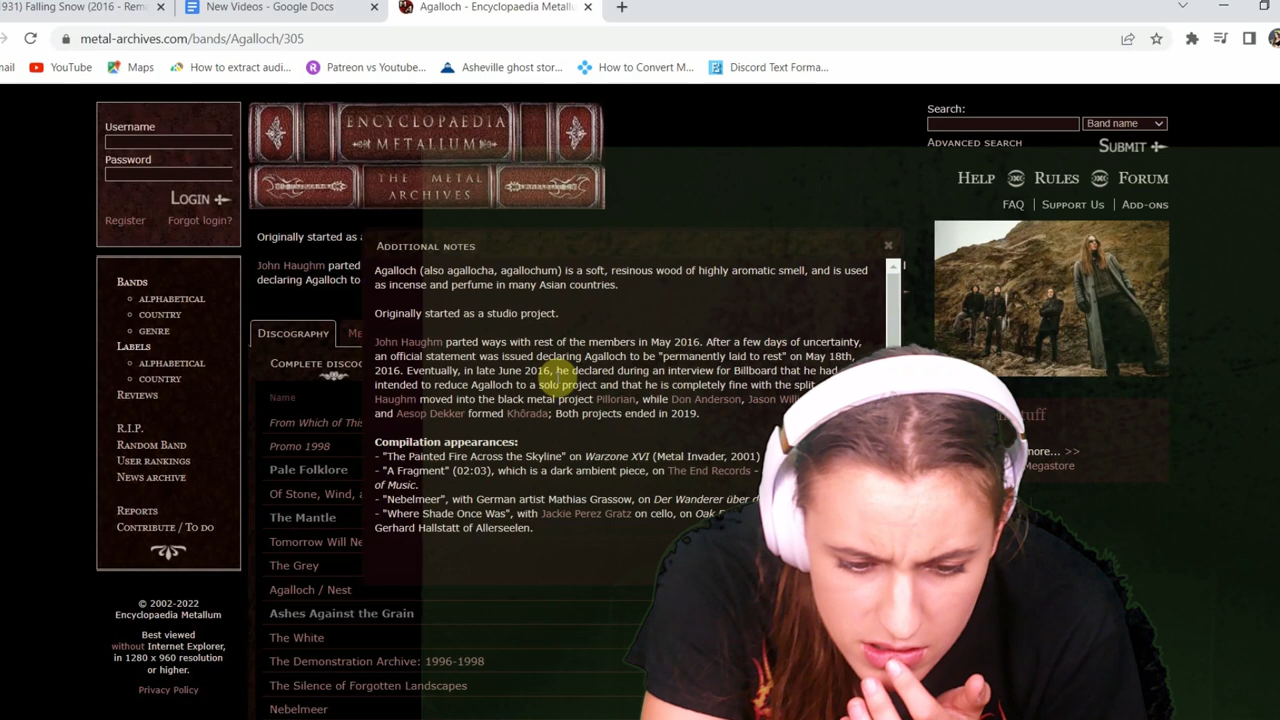 1931) Falling Snow (2016 - Rem
New Videos - Google Docs
Agalloch - Encyclopaedia Metallu
metal-archives.com/bands/Agalloch/305
mail
YouTube
Maps
How to extract audi...
Patreon vs Youtube...
Asheville ghost stor...
How to Convert M...
Discord Text Forma...
Username
Password
LOGIN
Register
Forgot login?
ENCYCLOPAEDIA
METALLUM
THE METAL
ARCHIVES
Search:
Band name
ADVANCED SEARCH
SUBMIT
HELP
RULES
FORUM
FAQ
SUPPORT US
ADD-ONS
BANDS
ALPHABETICAL
COUNTRY
GENRE
LABELS
ALPHABETICAL
COUNTRY
REVIEWS
R.I.P.
RANDOM BAND
USER RANKINGS
NEWS ARCHIVE
REPORTS
CONTRIBUTE / TO DO
© 2002-2022
Encyclopaedia Metallum
Best viewed
without Internet Explorer,
in 1280 x 960 resolution
or higher.
Privacy Policy
Originally started as a
John Haughm parted
declaring Agalloch to
DISCOGRAPHY
ME
COMPLETE DISCOG
Name
From Which of This
Promo 1998
Pale Folklore
Of Stone, Wind, a
The Mantle
Tomorrow Will Ne
The Grey
Agalloch / Nest
Ashes Against the Grain
The White
The Demonstration Archive: 1996-1998
The Silence of Forgotten Landscapes
Nebelmeer
ADDITIONAL NOTES
Agalloch (also agallocha, agallochum) is a soft, resinous wood of highly aromatic smell, and is used
as incense and perfume in many Asian countries.
Originally started as a studio project.
John Haughm parted ways with rest of the members in May 2016. After a few days of uncertainty,
an official statement was issued declaring Agalloch to be "permanently laid to rest" on May 18th,
2016. Eventually, in late June 2016, he declared during an interview for Billboard that he had
intended to reduce Agalloch to a solo project and that he is completely fine with the split
Haughm moved into the black metal project Pillorian, while Don Anderson, Jason Wil
and Aesop Dekker formed Khôrada; Both projects ended in 2019.
Compilation appearances:
- "The Painted Fire Across the Skyline" on Warzone XVI (Metal Invader, 2001)
- "A Fragment" (02:03), which is a dark ambient piece, on The End Records -
of Music.
- "Nebelmeer", with German artist Mathias Grassow, on Der Wanderer über d
- "Where Shade Once Was", with Jackie Perez Gratz on cello, on Oak
Gerhard Hallstatt of Allerseelen.
stuff
more... >>
Megastore